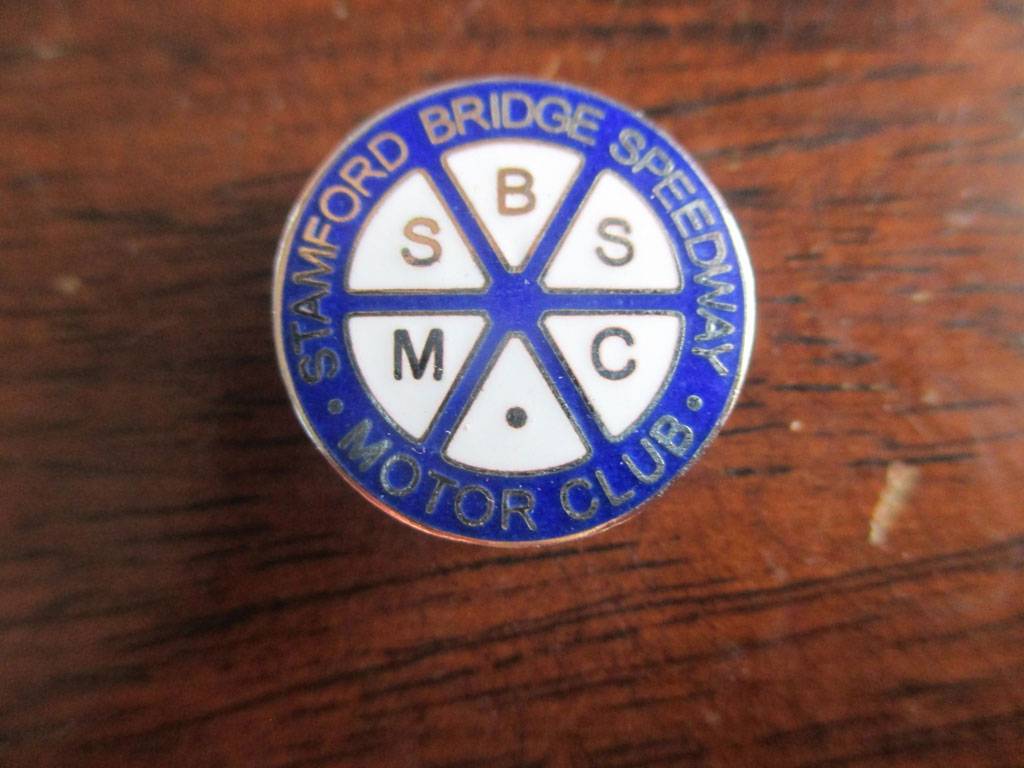 STAMFORD BRIDGE SPEEDWAY
• MOTOR CLUB •
S B S
M • C